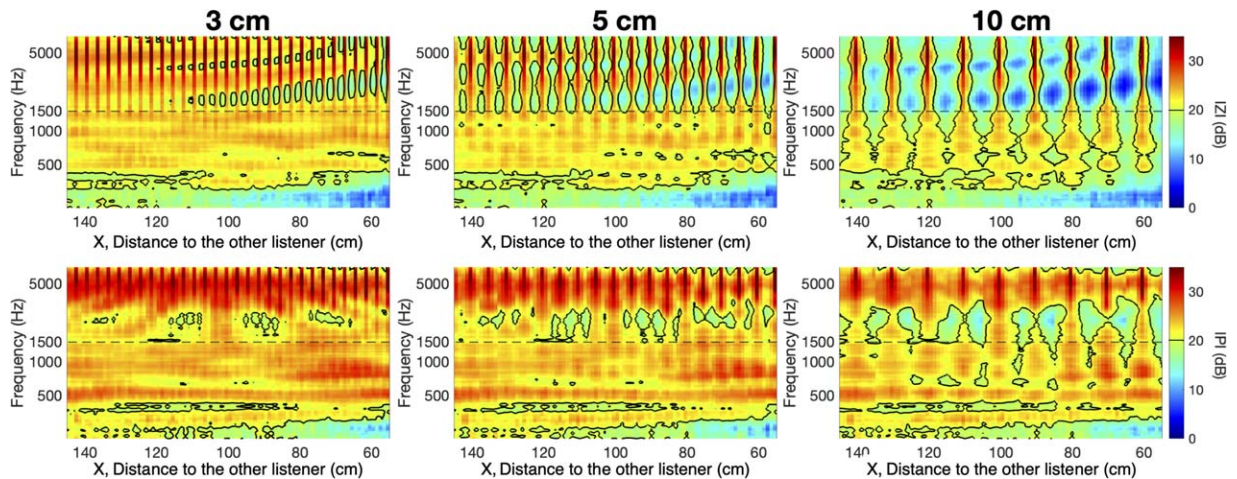 3 cm
5 cm
10 cm
5000
1500
1000
500
Frequency (Hz)
140 120 100 80 60
X, Distance to the other listener (cm)
5000
1500
1000
500
Frequency (Hz)
140 120 100 80 60
X, Distance to the other listener (cm)
5000
1500
1000
500
Frequency (Hz)
140 120 100 80 60
X, Distance to the other listener (cm)
30
20
10
0
|Z| (dB)
5000
1500
1000
500
Frequency (Hz)
140 120 100 80 60
X, Distance to the other listener (cm)
5000
1500
1000
500
Frequency (Hz)
140 120 100 80 60
X, Distance to the other listener (cm)
5000
1500
1000
500
Frequency (Hz)
140 120 100 80 60
X, Distance to the other listener (cm)
30
20
10
0
|P| (dB)